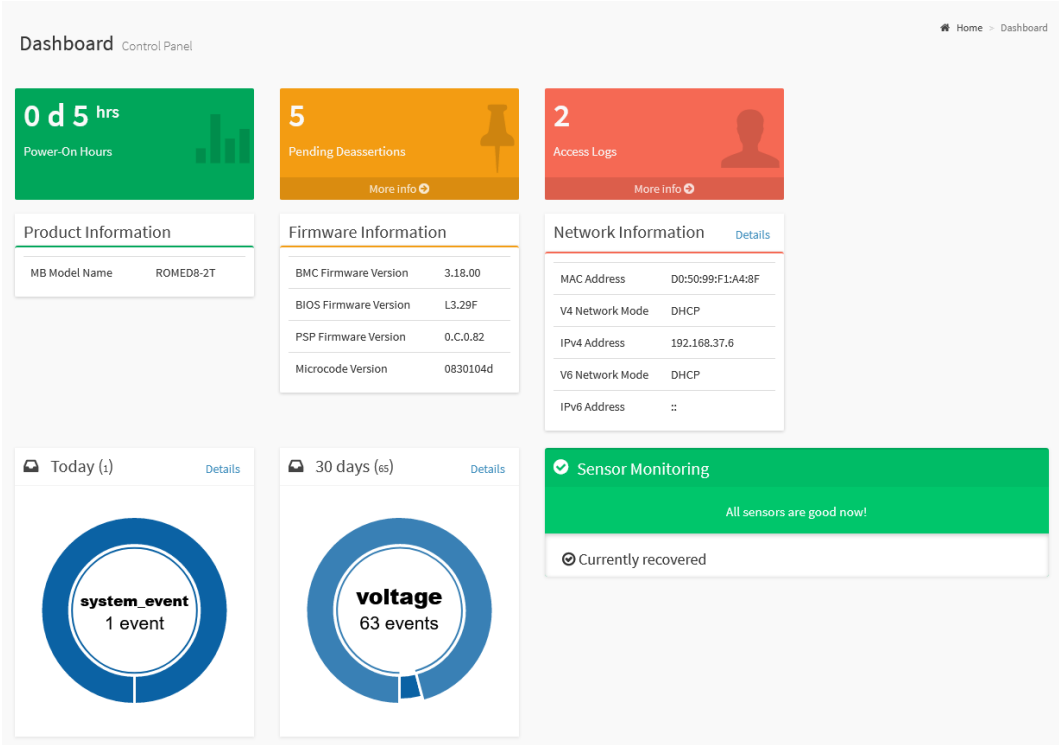 Home > Dashboard
Dashboard Control Panel
0 d 5 hrs
Power-On Hours
5
Pending Deassertions
More info
2
Access Logs
More info
Product Information
MB Model Name ROMED8-2T
Firmware Information
BMC Firmware Version 3.18.00
BIOS Firmware Version L3.29F
PSP Firmware Version 0.C.0.82
Microcode Version 0830104d
Network Information Details
MAC Address D0:50:99:F1:A4:8F
V4 Network Mode DHCP
IPv4 Address 192.168.37.6
V6 Network Mode DHCP
IPv6 Address ::
Today (1) Details
system_event
1 event
30 days (65) Details
voltage
63 events
Sensor Monitoring
All sensors are good now!
Currently recovered